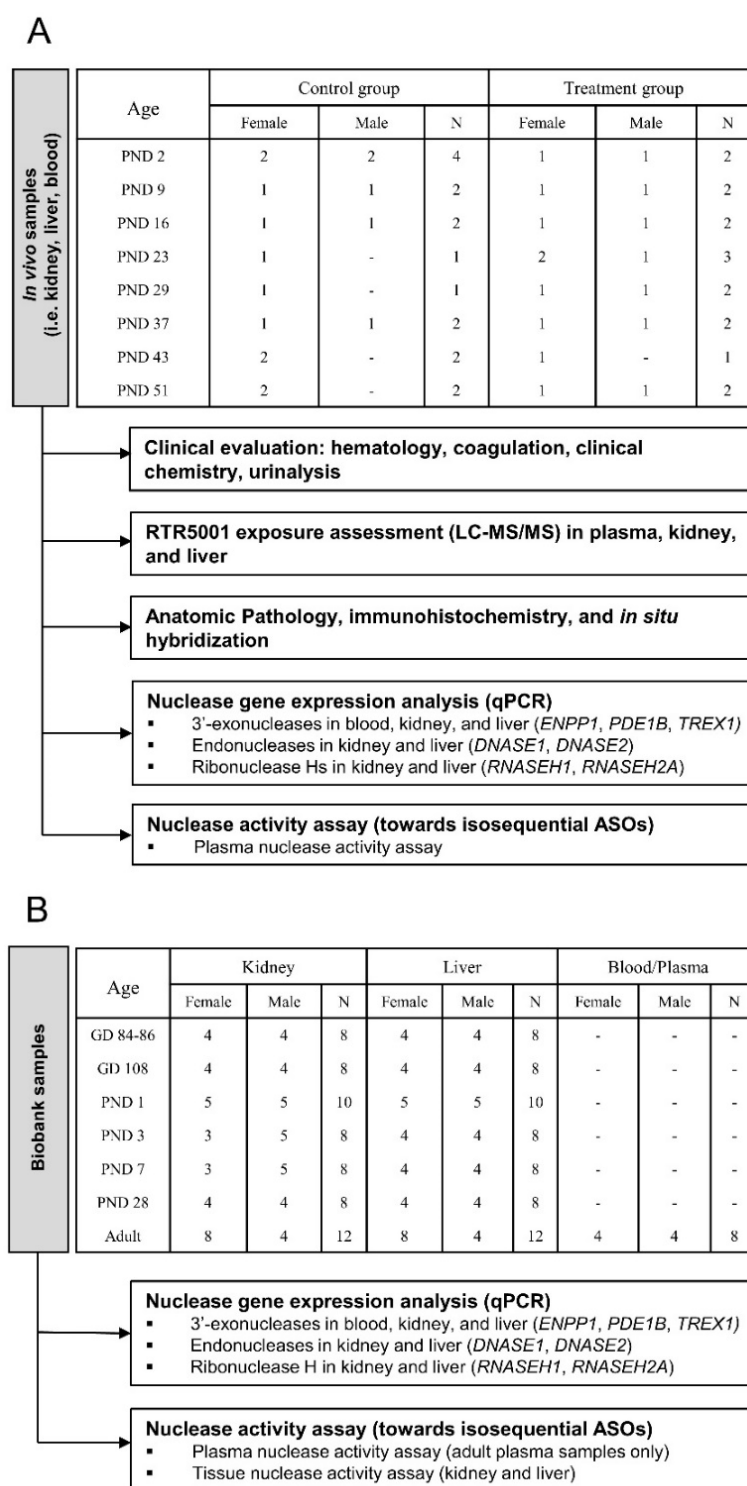 A
In vivo samples
(i.e. kidney, liver, blood)
Age Control group Treatment group
Female Male N Female Male N
PND 2 2 2 4 1 1 2
PND 9 1 1 2 1 1 2
PND 16 1 1 2 1 1 2
PND 23 1 - 1 2 1 3
PND 29 1 - 1 1 1 2
PND 37 1 1 2 1 1 2
PND 43 2 - 2 1 - 1
PND 51 2 - 2 1 1 2
Clinical evaluation: hematology, coagulation, clinical
chemistry, urinalysis
RTR5001 exposure assessment (LC-MS/MS) in plasma, kidney,
and liver
Anatomic Pathology, immunohistochemistry, and in situ
hybridization
Nuclease gene expression analysis (qPCR)
▪ 3'-exonucleases in blood, kidney, and liver (ENPP1, PDE1B, TREX1)
▪ Endonucleases in kidney and liver (DNASE1, DNASE2)
▪ Ribonuclease Hs in kidney and liver (RNASEH1, RNASEH2A)
Nuclease activity assay (towards isosequential ASOs)
▪ Plasma nuclease activity assay
B
Biobank samples
Age Kidney Liver Blood/Plasma
Female Male N Female Male N Female Male N
GD 84-86 4 4 8 4 4 8 - - -
GD 108 4 4 8 4 4 8 - - -
PND 1 5 5 10 5 5 10 - - -
PND 3 3 5 8 4 4 8 - - -
PND 7 3 5 8 4 4 8 - - -
PND 28 4 4 8 4 4 8 - - -
Adult 8 4 12 8 4 12 4 4 8
Nuclease gene expression analysis (qPCR)
▪ 3'-exonucleases in blood, kidney, and liver (ENPP1, PDE1B, TREX1)
▪ Endonucleases in kidney and liver (DNASE1, DNASE2)
▪ Ribonuclease H in kidney and liver (RNASEH1, RNASEH2A)
Nuclease activity assay (towards isosequential ASOs)
▪ Plasma nuclease activity assay (adult plasma samples only)
▪ Tissue nuclease activity assay (kidney and liver)